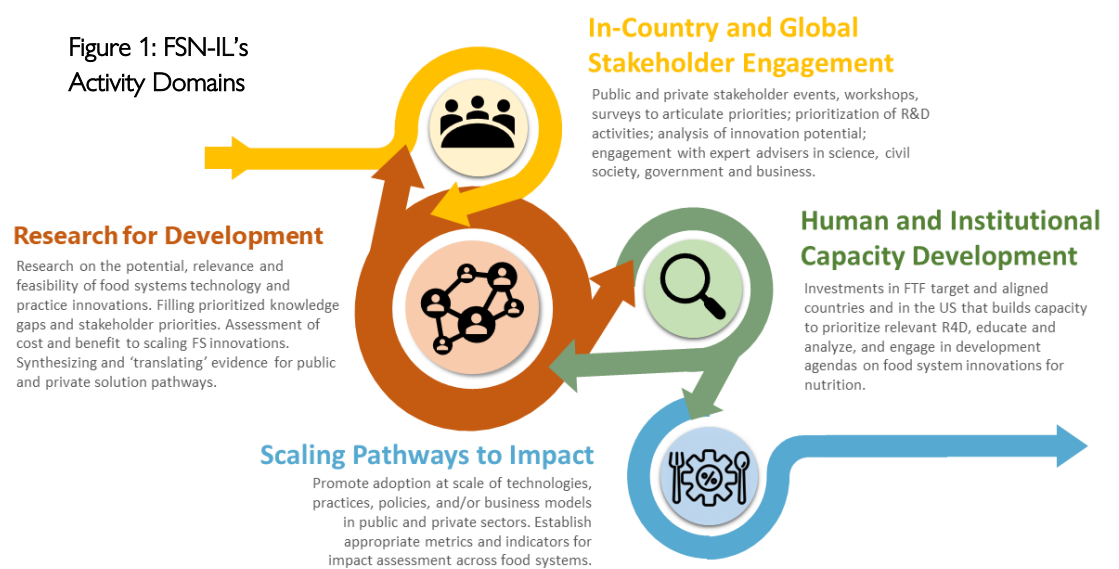 Figure 1: FSN-IL's
Activity Domains
In-Country and Global
Stakeholder Engagement
Public and private stakeholder events, workshops,
surveys to articulate priorities; prioritization of R&D
activities; analysis of innovation potential;
engagement with expert advisers in science, civil
society, government and business.
Research for Development
Research on the potential, relevance and
feasibility of food systems technology and
practice innovations. Filling prioritized knowledge
gaps and stakeholder priorities. Assessment of
cost and benefit to scaling FS innovations.
Synthesizing and ‘translating’ evidence for public
and private solution pathways.
Human and Institutional
Capacity Development
Investments in FTF target and aligned
countries and in the US that builds capacity
to prioritize relevant R4D, educate and
analyze, and engage in development
agendas on food system innovations for
nutrition.
Scaling Pathways to Impact
Promote adoption at scale of technologies,
practices, policies, and/or business models
in public and private sectors. Establish
appropriate metrics and indicators for
impact assessment across food systems.
%